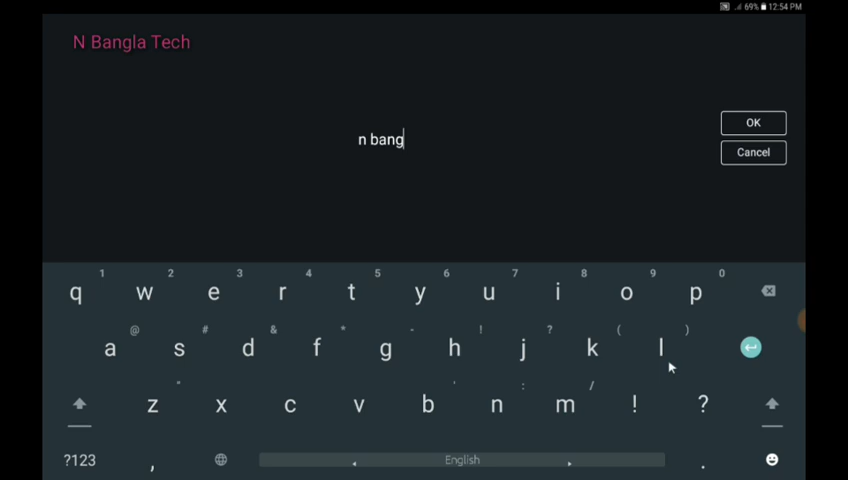 69% 12:54 PM
N Bangla Tech
OK
n bang
Cancel
1 2 3 4 5 6 7 8 9 0
q w e r t y u i o p
@ # & * - ! ? ( )
a s d f g h j k l
" ' : /
z x c v b n m ! ?
?123 , English .